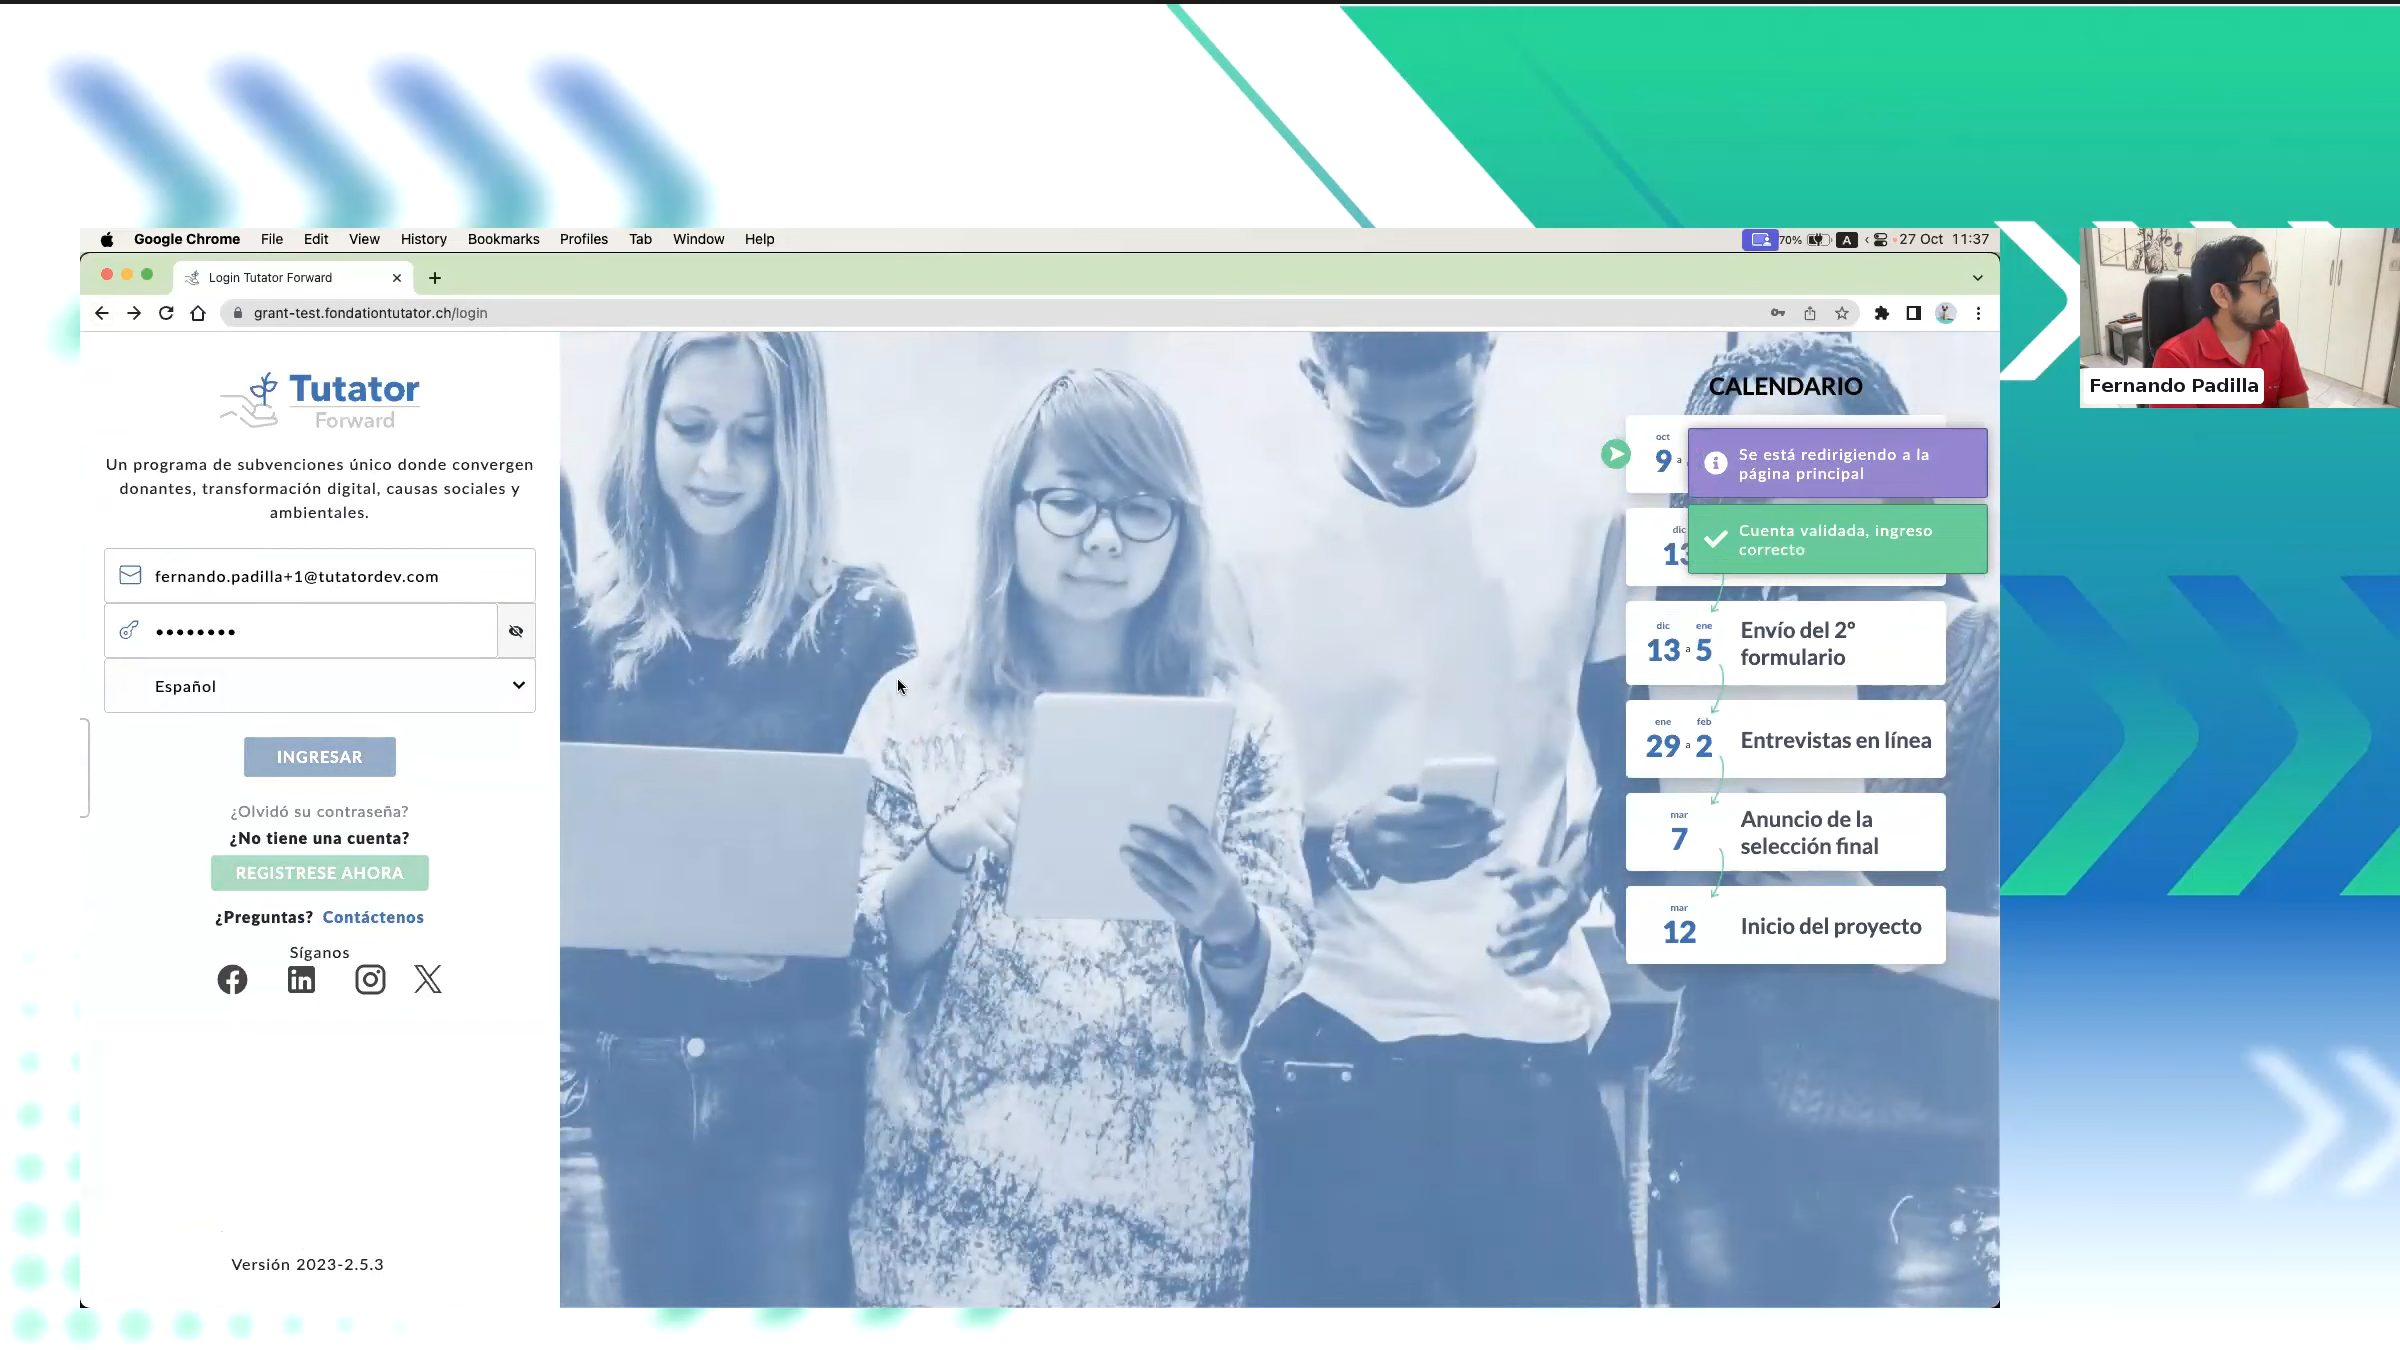 Google Chrome File Edit View History Bookmarks Profiles Tab Window Help
70% A 27 Oct 11:37
Login Tutator Forward
grant-test.fondationtutator.ch/login
Tutator
Forward
Un programa de subvenciones único donde convergen
donantes, transformación digital, causas sociales y
ambientales.
fernando.padilla+1@tutatordev.com
Español
INGRESAR
¿Olvidó su contraseña?
¿No tiene una cuenta?
REGISTRESE AHORA
¿Preguntas? Contáctenos
Síganos
Versión 2023-2.5.3
CALENDARIO
oct
9 a
Se está redirigiendo a la
página principal
dic
13
Cuenta validada, ingreso
correcto
dic ene
13 a 5
Envío del 2º
formulario
ene feb
29 a 2
Entrevistas en línea
mar
7
Anuncio de la
selección final
mar
12
Inicio del proyecto
Fernando Padilla